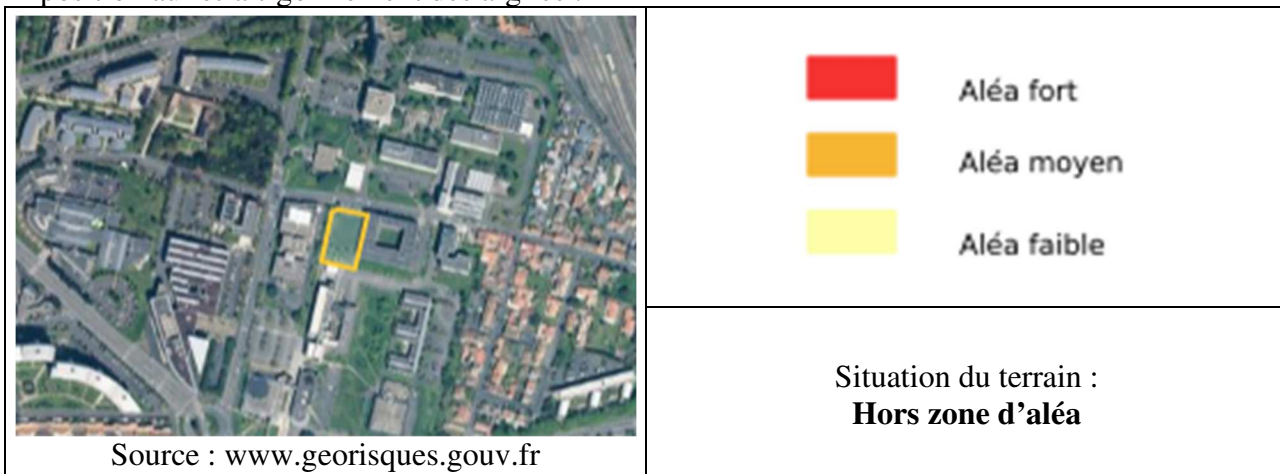 Source : www.georisques.gouv.fr
Aléa fort
Aléa moyen
Aléa faible
Situation du terrain :
Hors zone d’aléa